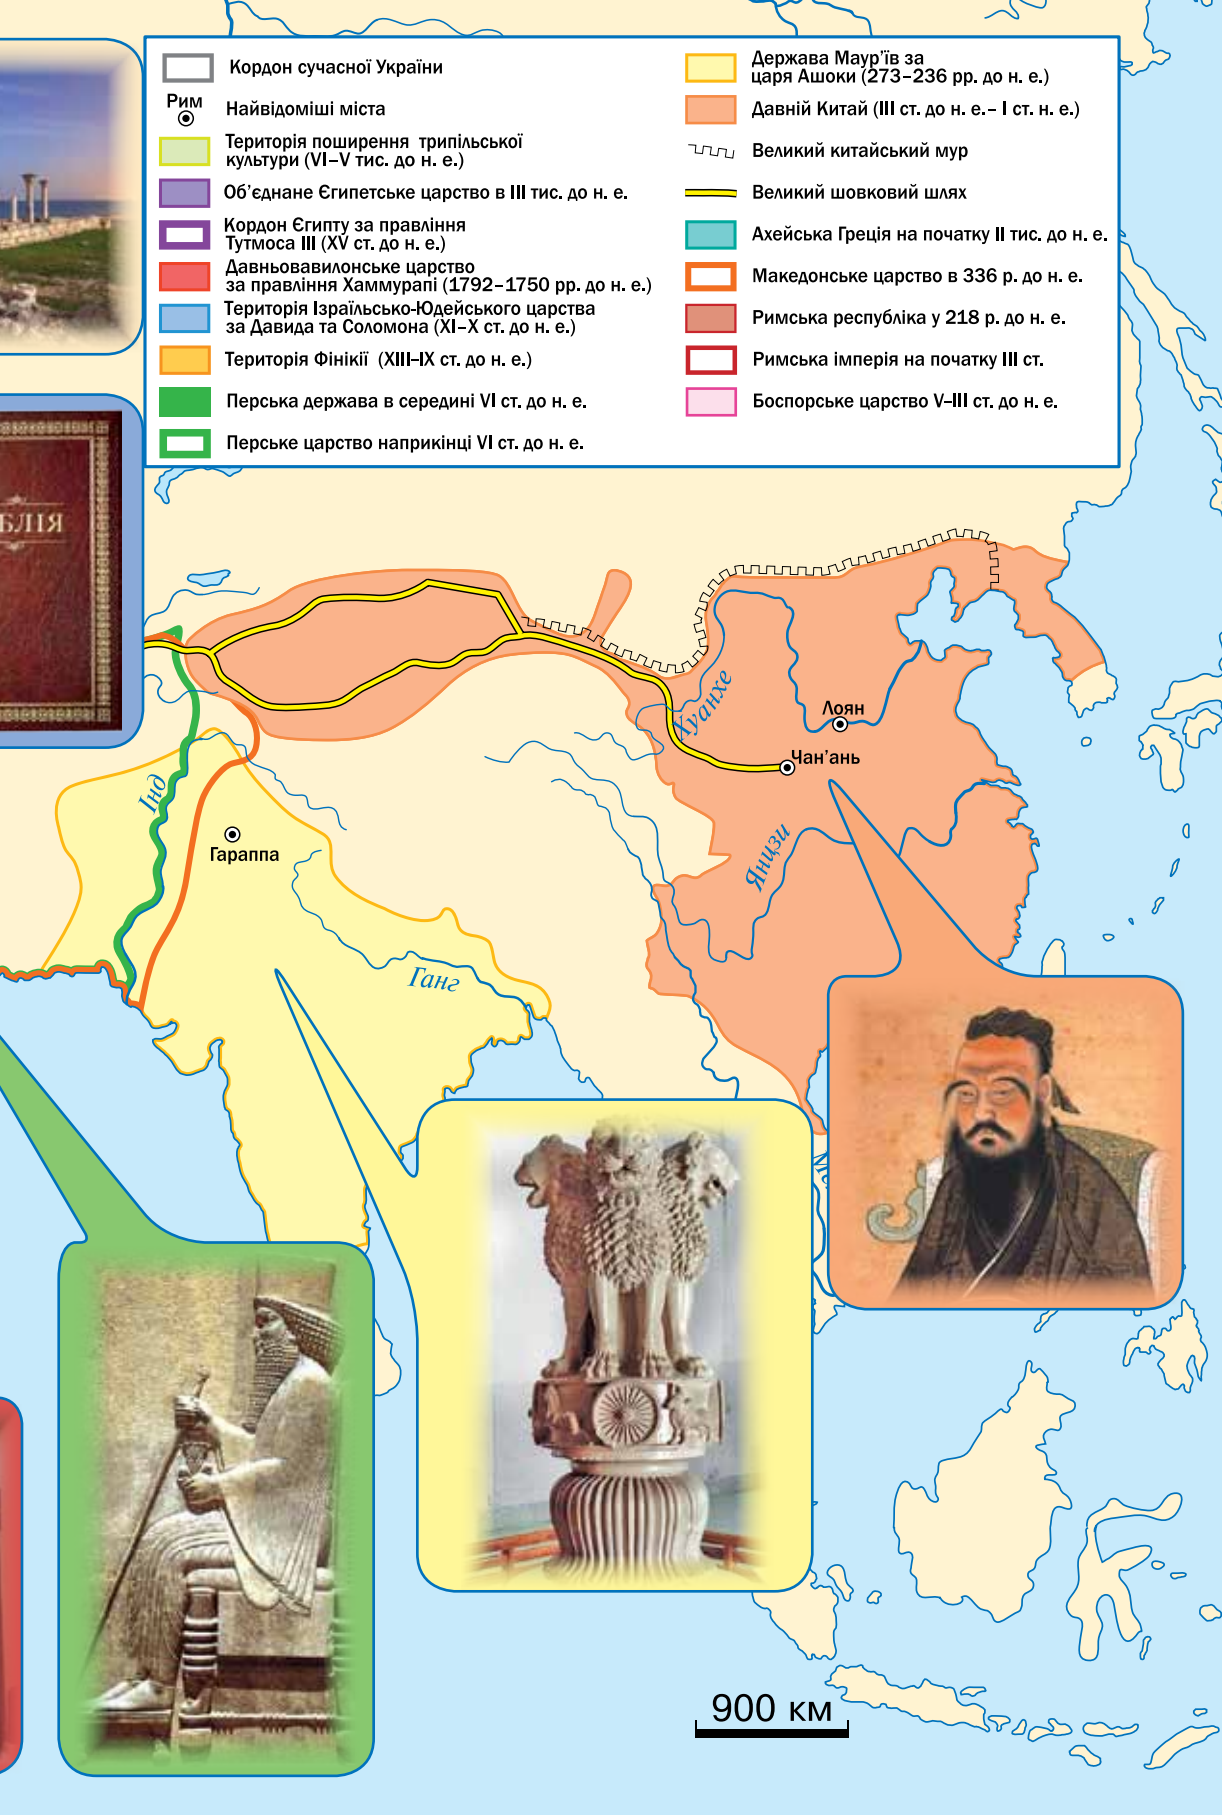 Кордон сучасної України
Рим
Найвідоміші міста
Територія поширення трипільської
культури (VI–V тис. до н. е.)
Об’єднане Єгипетське царство в III тис. до н. е.
Кордон Єгипту за правління
Тутмоса III (XV ст. до н. е.)
Давньовавилонське царство
за правління Хаммурапі (1792–1750 рр. до н. е.)
Територія Ізраїльсько-Юдейського царства
за Давида та Соломона (XI–X ст. до н. е.)
Територія Фінікії (XIII–IX ст. до н. е.)
Перська держава в середині VI ст. до н. е.
Перське царство наприкінці VI ст. до н. е.
Держава Маур’їв за
царя Ашоки (273–236 рр. до н. е.)
Давній Китай (III ст. до н. е.– I ст. н. е.)
Великий китайський мур
Великий шовковий шлях
Ахейська Греція на початку II тис. до н. е.
Македонське царство в 336 р. до н. е.
Римська республіка у 218 р. до н. е.
Римська імперія на початку III ст.
Боспорське царство V–III ст. до н. е.
БЛІЯ
Хуанхе
Лоян
Чан’ань
Інд
Гараппа
Янцзи
Ганг
900 км